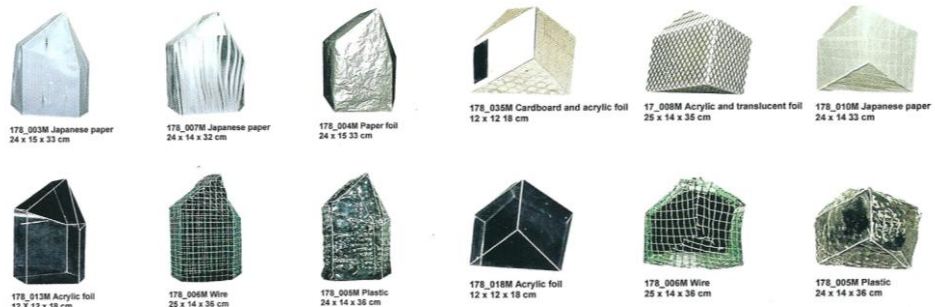 178_003M Japanese paper
24 x 15 x 33 cm
178_007M Japanese paper
24 x 14 x 32 cm
178_004M Paper foil
24 x 15 33 cm
178_035M Cardboard and acrylic foil
12 x 12 18 cm
17_008M Acrylic and translucent foil
25 x 14 x 35 cm
178_010M Japanese paper
24 x 14 33 cm
178_013M Acrylic foil
12 X 12 x 18 cm
178_006M Wire
25 x 14 x 36 cm
178_005M Plastic
24 x 14 x 36 cm
178_018M Acrylic foil
12 x 12 x 18 cm
178_006M Wire
25 x 14 x 36 cm
178_005M Plastic
24 x 14 x 36 cm